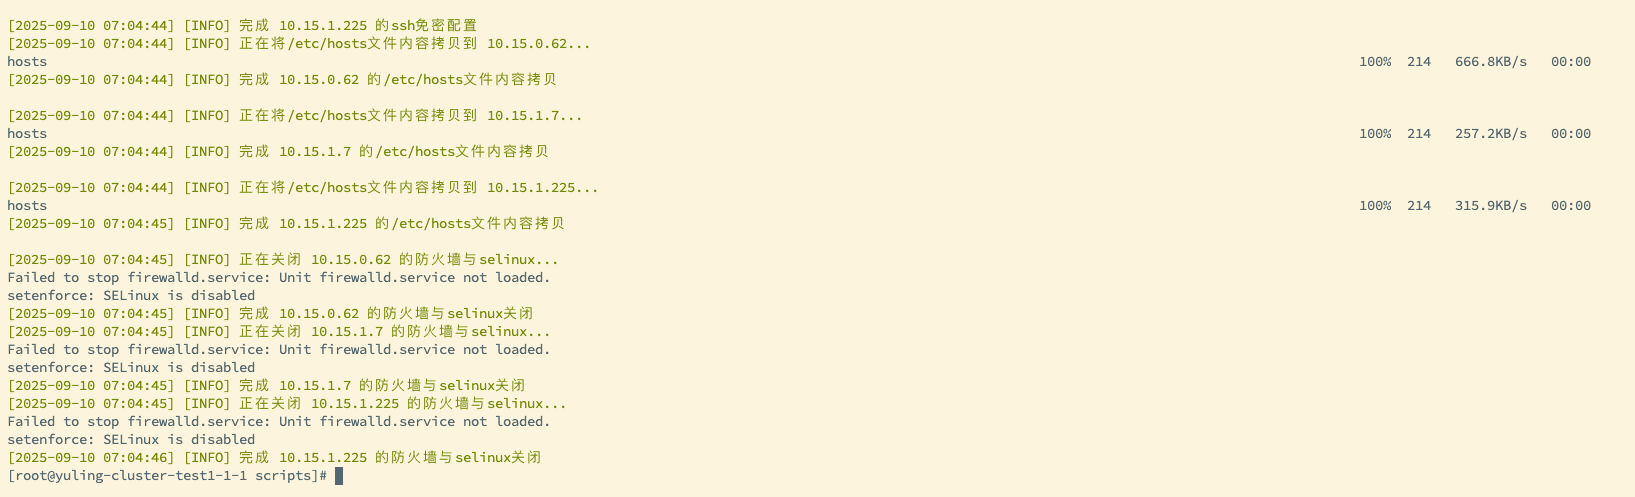 [2025-09-10 07:04:44] [INFO] 完成 10.15.1.225 的ssh免密配置
[2025-09-10 07:04:44] [INFO] 正在将/etc/hosts文件内容拷贝到 10.15.0.62...
hosts 100% 214 666.8KB/s 00:00
[2025-09-10 07:04:44] [INFO] 完成 10.15.0.62 的/etc/hosts文件内容拷贝
[2025-09-10 07:04:44] [INFO] 正在将/etc/hosts文件内容拷贝到 10.15.1.7...
hosts 100% 214 257.2KB/s 00:00
[2025-09-10 07:04:44] [INFO] 完成 10.15.1.7 的/etc/hosts文件内容拷贝
[2025-09-10 07:04:44] [INFO] 正在将/etc/hosts文件内容拷贝到 10.15.1.225...
hosts 100% 214 315.9KB/s 00:00
[2025-09-10 07:04:45] [INFO] 完成 10.15.1.225 的/etc/hosts文件内容拷贝
[2025-09-10 07:04:45] [INFO] 正在关闭 10.15.0.62 的防火墙与selinux...
Failed to stop firewalld.service: Unit firewalld.service not loaded.
setenforce: SELinux is disabled
[2025-09-10 07:04:45] [INFO] 完成 10.15.0.62 的防火墙与selinux关闭
[2025-09-10 07:04:45] [INFO] 正在关闭 10.15.1.7 的防火墙与selinux...
Failed to stop firewalld.service: Unit firewalld.service not loaded.
setenforce: SELinux is disabled
[2025-09-10 07:04:45] [INFO] 完成 10.15.1.7 的防火墙与selinux关闭
[2025-09-10 07:04:45] [INFO] 正在关闭 10.15.1.225 的防火墙与selinux...
Failed to stop firewalld.service: Unit firewalld.service not loaded.
setenforce: SELinux is disabled
[2025-09-10 07:04:46] [INFO] 完成 10.15.1.225 的防火墙与selinux关闭
[root@yuling-cluster-test1-1-1 scripts]#